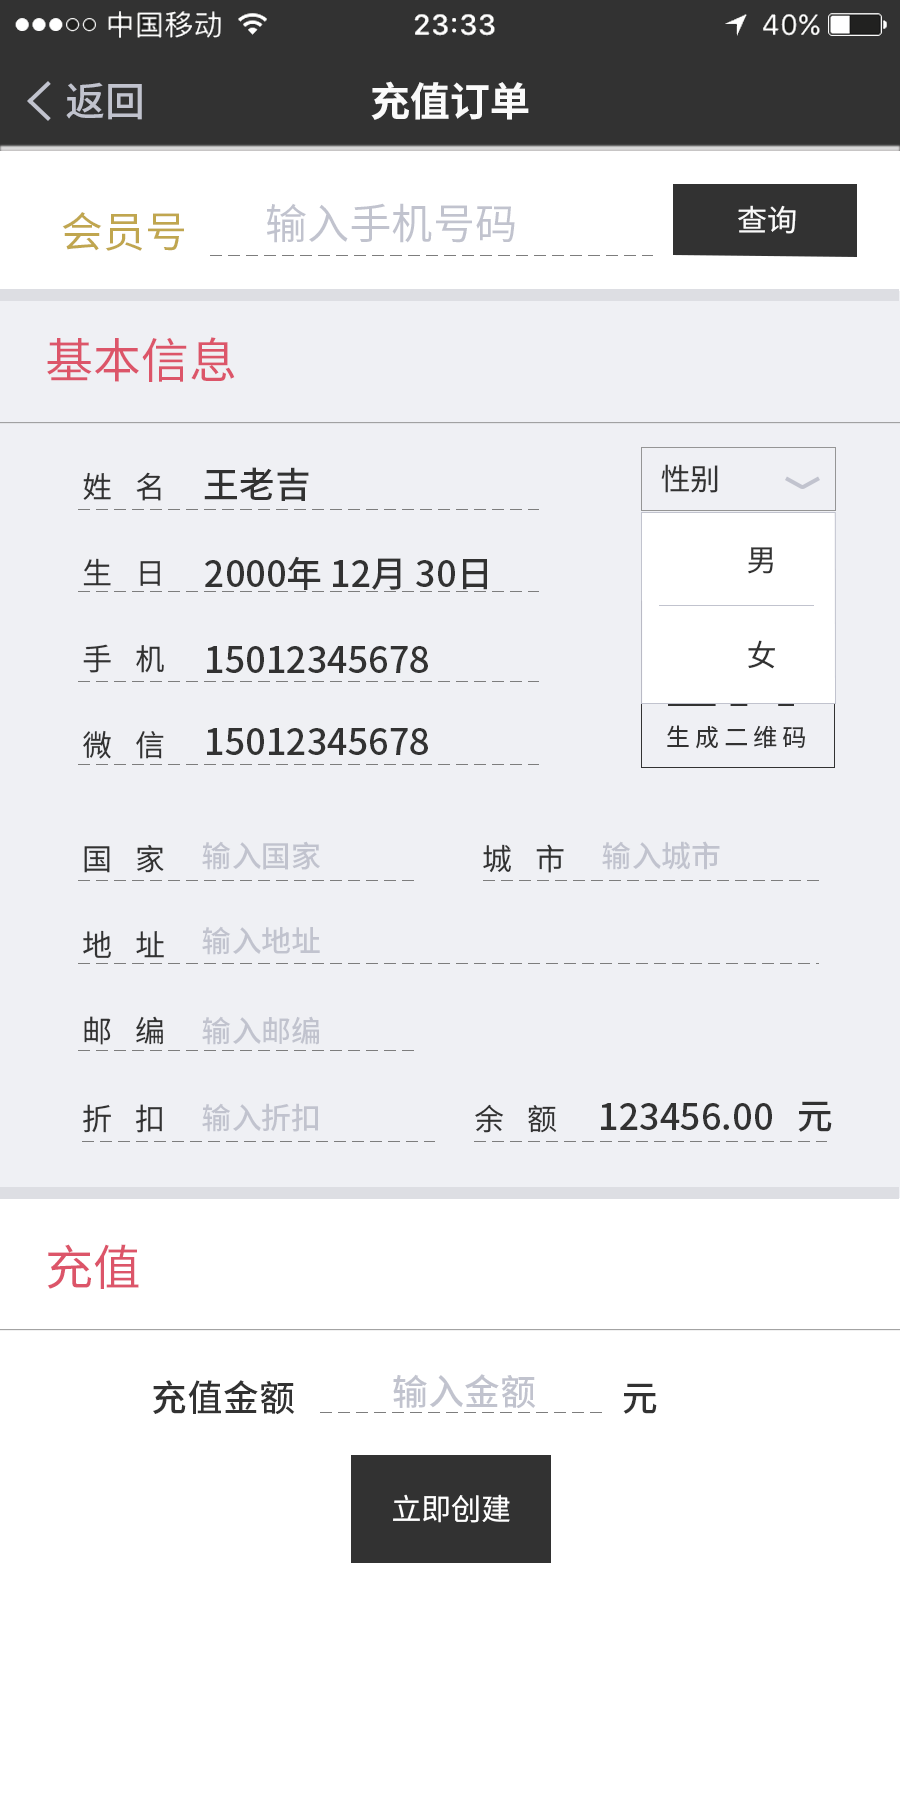 中国移动 23:33 40%
返回 充值订单
会员号 输入手机号码 查询
基本信息
姓 名 王老吉 性别
男
生 日 2000年 12月 30日
女
手 机 15012345678
微 信 15012345678 生成二维码
国 家 输入国家 城 市 输入城市
地 址 输入地址
邮 编 输入邮编
折 扣 输入折扣 余 额 123456.00 元
充值
充值金额 输入金额 元
立即创建